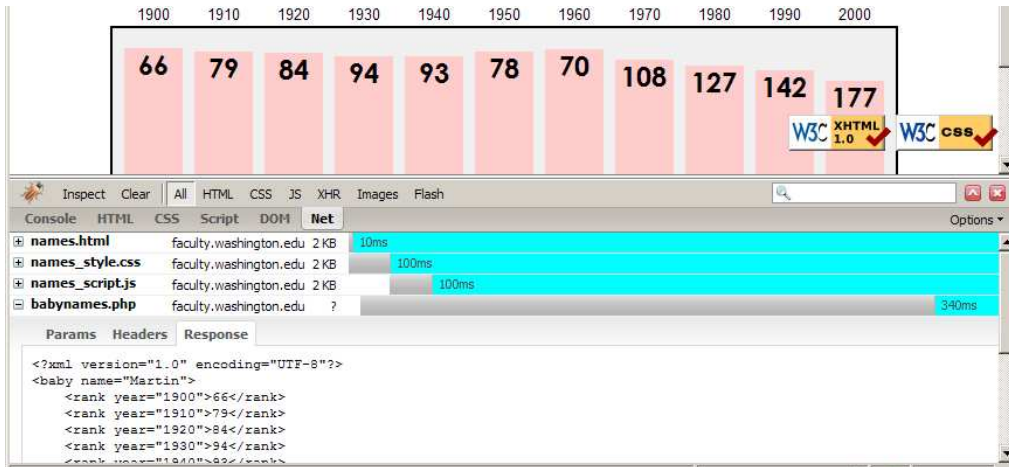 1900 1910 1920 1930 1940 1950 1960 1970 1980 1990 2000
66 79 84 94 93 78 70 108 127 142 177
W3C XHTML 1.0 W3C css
Inspect Clear All HTML CSS JS XHR Images Flash
Console HTML CSS Script DOM Net Options
names.html faculty.washington.edu 2 KB 10ms
names_style.css faculty.washington.edu 2 KB 100ms
names_script.js faculty.washington.edu 2 KB 100ms
babynames.php faculty.washington.edu ? 340ms
Params Headers Response
<?xml version="1.0" encoding="UTF-8"?>
<baby name="Martin">
<rank year="1900">66</rank>
<rank year="1910">79</rank>
<rank year="1920">84</rank>
<rank year="1930">94</rank>
<rank year="1940">93</rank>